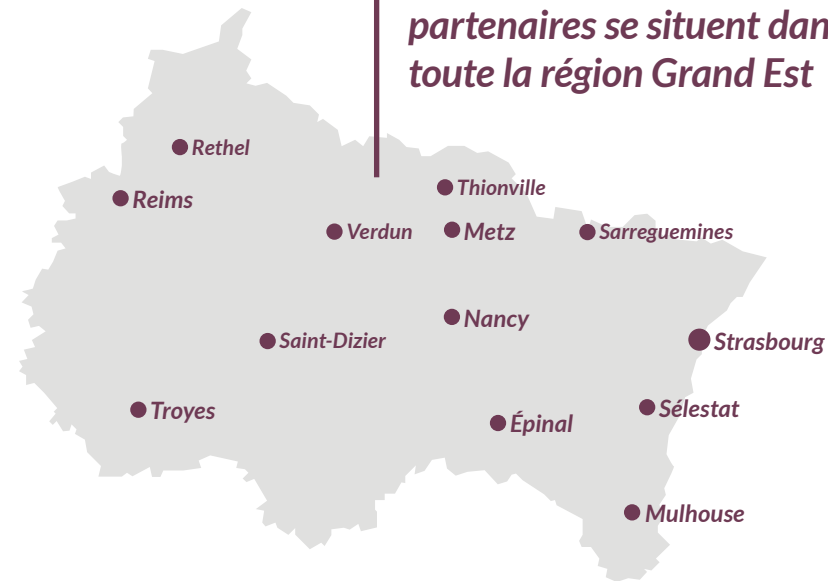 partenaires se situent dan
toute la région Grand Est
Rethel
Thionville
Reims
Verdun
Metz
Sarreguemines
Nancy
Saint-Dizier
Strasbourg
Troyes
Sélestat
Épinal
Mulhouse